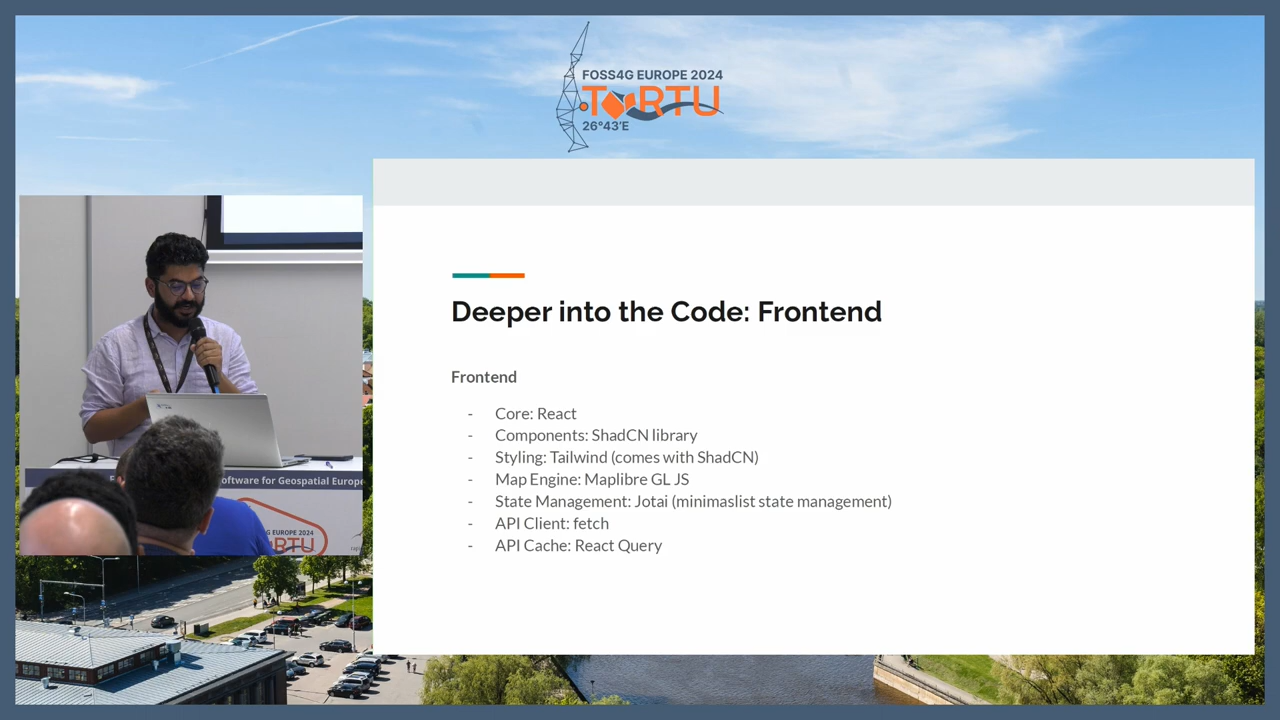 FOSS4G EUROPE 2024
TARTU
26°43'E
Deeper into the Code: Frontend
Frontend
- Core: React
- Components: ShadCN library
- Styling: Tailwind (comes with ShadCN)
- Map Engine: Maplibre GL JS
- State Management: Jotai (minimaslist state management)
- API Client: fetch
- API Cache: React Query
oftware for Geospatial Europe
G EUROPE 2024
RTU